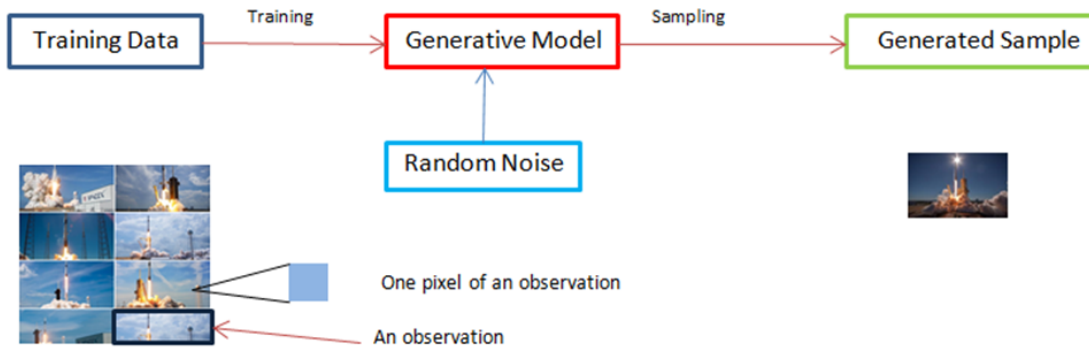 Training
Sampling
Training Data
Generative Model
Generated Sample
Random Noise
One pixel of an observation
An observation